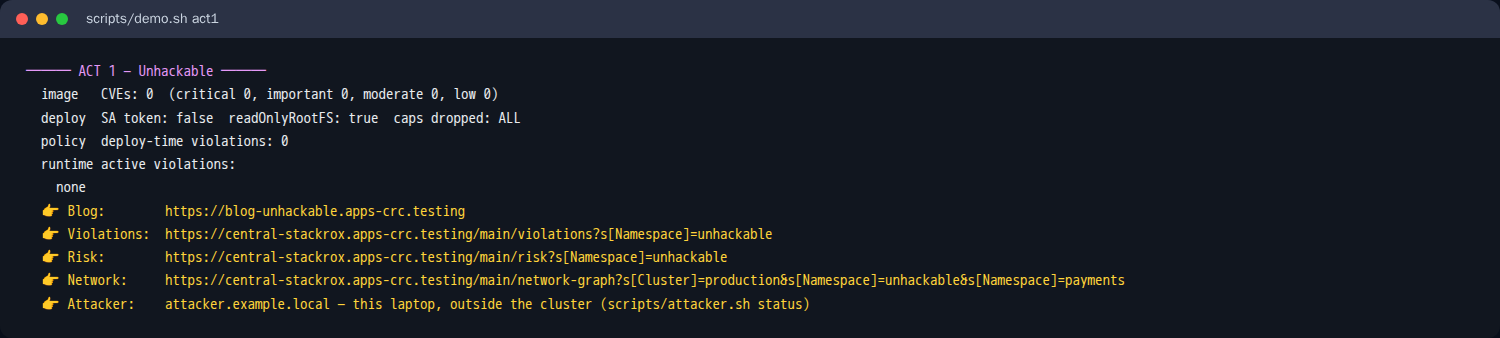 scripts/demo.sh act1
────── ACT 1 — Unhackable ──────
image   CVEs: 0  (critical 0, important 0, moderate 0, low 0)
deploy  SA token: false  readOnlyRootFS: true  caps dropped: ALL
policy  deploy-time violations: 0
runtime active violations:
none
👉 Blog:        https://blog-unhackable.apps-crc.testing
👉 Violations:  https://central-stackrox.apps-crc.testing/main/violations?s[Namespace]=unhackable
👉 Risk:        https://central-stackrox.apps-crc.testing/main/risk?s[Namespace]=unhackable
👉 Network:     https://central-stackrox.apps-crc.testing/main/network-graph?s[Cluster]=production&s[Namespace]=unhackable&s[Namespace]=payments
👉 Attacker:    attacker.example.local — this laptop, outside the cluster (scripts/attacker.sh status)